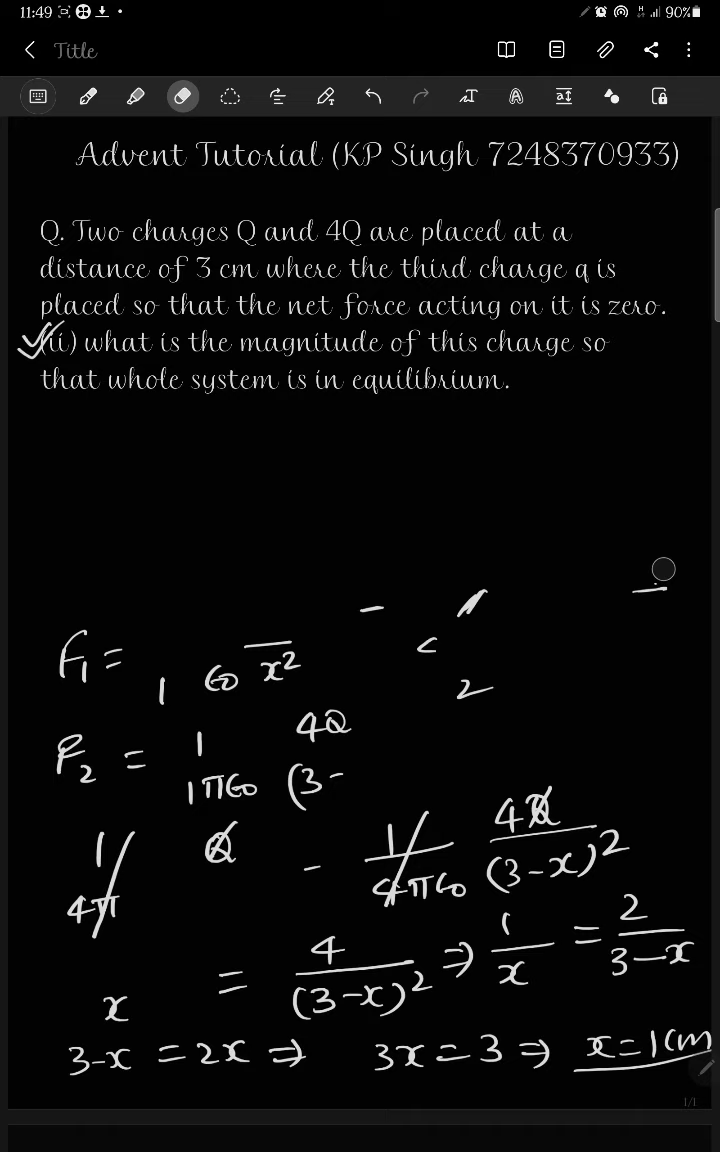 11:49 90%
Title
Advent Tutorial (KP Singh 7248370933)
Q. Two charges Q and 4Q are placed at a
distance of 3 cm where the third charge q is
placed so that the net force acting on it is zero.
(ii) what is the magnitude of this charge so
that whole system is in equilibrium.
F₁ = 1 ϵ₀ x²
2
F₂ = 1 4Q
1πϵ₀ (3 -
1 Q - 1 4Q
4π 4πϵ₀ (3-x)²
x = 4/(3-x)² ⇒ 1/x = 2/(3-x)
3-x = 2x ⇒ 3x = 3 ⇒ x = 1cm
1/1